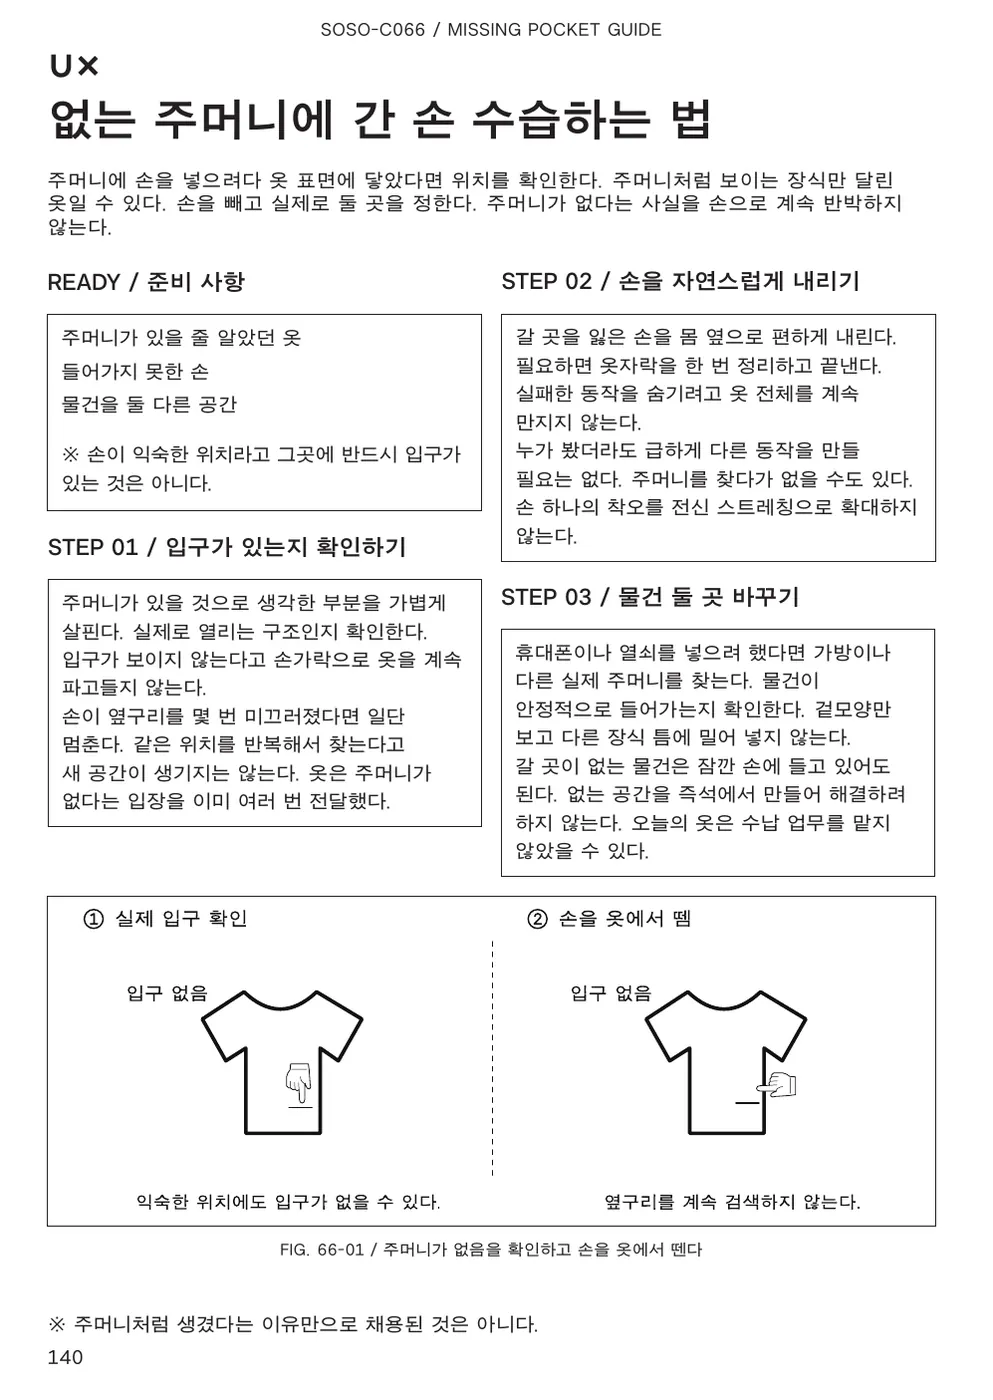 SOSO-C066 / MISSING POCKET GUIDE
U×
없는 주머니에 간 손 수습하는 법
주머니에 손을 넣으려다 옷 표면에 닿았다면 위치를 확인한다. 주머니처럼 보이는 장식만 달린
옷일 수 있다. 손을 빼고 실제로 둘 곳을 정한다. 주머니가 없다는 사실을 손으로 계속 반박하지
않는다.
READY / 준비 사항
주머니가 있을 줄 알았던 옷
들어가지 못한 손
물건을 둘 다른 공간
※ 손이 익숙한 위치라고 그곳에 반드시 입구가
있는 것은 아니다.
STEP 01 / 입구가 있는지 확인하기
주머니가 있을 것으로 생각한 부분을 가볍게
살핀다. 실제로 열리는 구조인지 확인한다.
입구가 보이지 않는다고 손가락으로 옷을 계속
파고들지 않는다.
손이 옆구리를 몇 번 미끄러졌다면 일단
멈춘다. 같은 위치를 반복해서 찾는다고
새 공간이 생기지는 않는다. 옷은 주머니가
없다는 입장을 이미 여러 번 전달했다.
STEP 02 / 손을 자연스럽게 내리기
갈 곳을 잃은 손을 몸 옆으로 편하게 내린다.
필요하면 옷자락을 한 번 정리하고 끝낸다.
실패한 동작을 숨기려고 옷 전체를 계속
만지지 않는다.
누가 봤더라도 급하게 다른 동작을 만들
필요는 없다. 주머니를 찾다가 없을 수도 있다.
손 하나의 착오를 전신 스트레칭으로 확대하지
않는다.
STEP 03 / 물건 둘 곳 바꾸기
휴대폰이나 열쇠를 넣으려 했다면 가방이나
다른 실제 주머니를 찾는다. 물건이
안정적으로 들어가는지 확인한다. 겉모양만
보고 다른 장식 틈에 밀어 넣지 않는다.
갈 곳이 없는 물건은 잠깐 손에 들고 있어도
된다. 없는 공간을 즉석에서 만들어 해결하려
하지 않는다. 오늘의 옷은 수납 업무를 맡지
않았을 수 있다.
① 실제 입구 확인
입구 없음
익숙한 위치에도 입구가 없을 수 있다.
② 손을 옷에서 뗌
입구 없음
옆구리를 계속 검색하지 않는다.
FIG. 66-01 / 주머니가 없음을 확인하고 손을 옷에서 뗀다
※ 주머니처럼 생겼다는 이유만으로 채용된 것은 아니다.
140